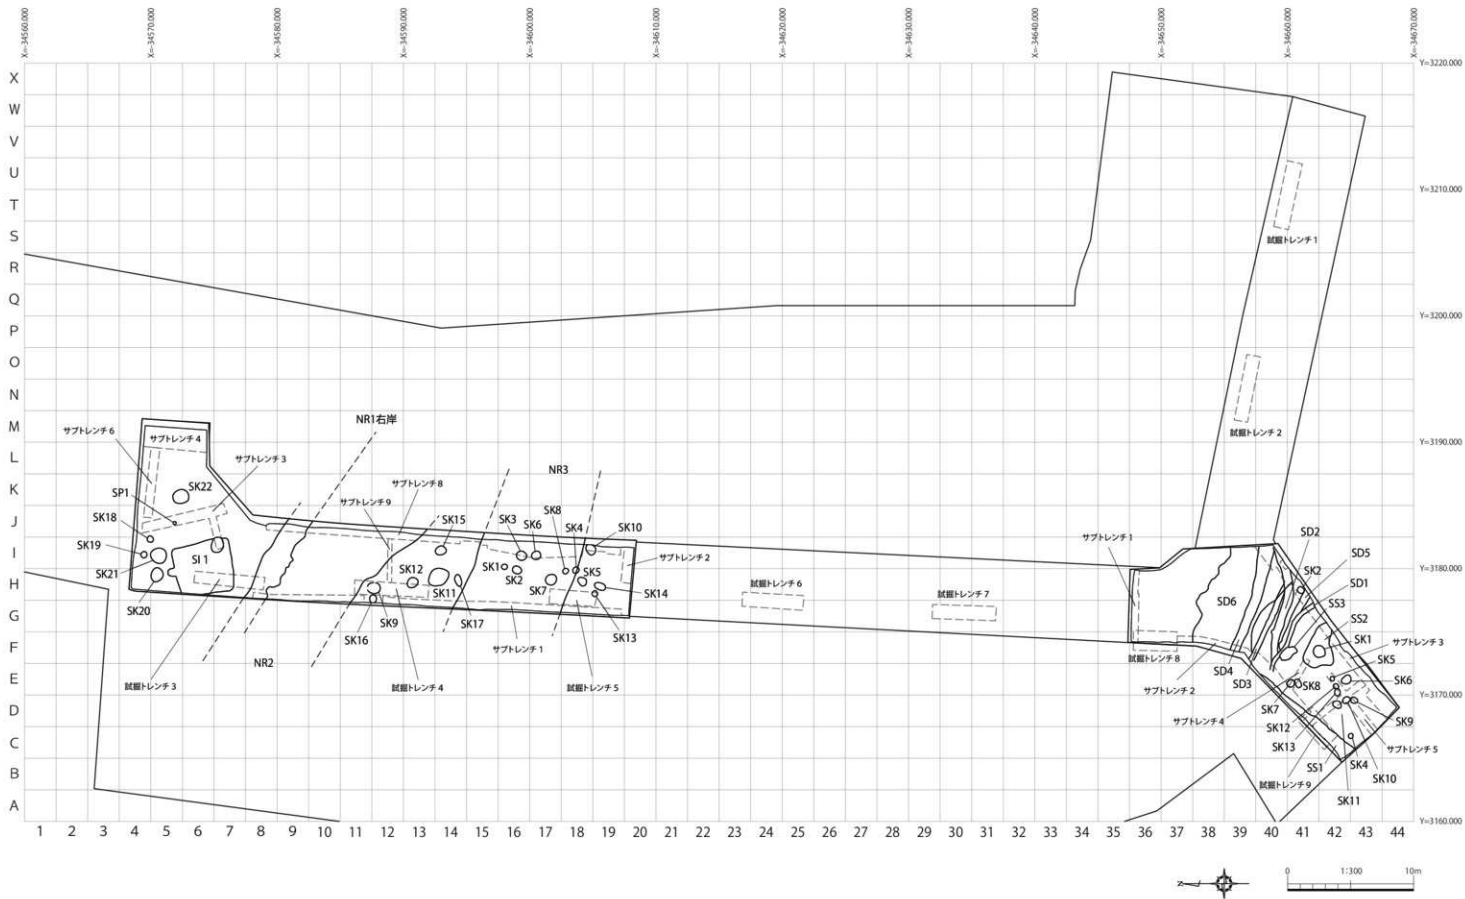 X=-34560.000
X=-34570.000
X=-34580.000
X=-34590.000
X=-34600.000
X=-34610.000
X=-34620.000
X=-34630.000
X=-34640.000
X=-34650.000
X=-34660.000
X=-34670.000
Y=3220.000
X
W
V
U
Y=3210.000
T
S
試掘トレンチ1
R
Q
Y=3200.000
P
O
N
M
NR1右岸
サブトレンチ6
サブトレンチ4
試掘トレンチ2
Y=3190.000
L
サブトレンチ3
NR3
K
SP1
SK22
サブトレンチ9
サブトレンチ8
J
SK18
SK15
SK3
SK6
SK8
SK4
SK10
サブトレンチ1
SD2
I
SK19
SI1
SK1
SK2
サブトレンチ2
SD5
SK21
SK12
SK7
SK5
SK2
Y=3180.000
H
SK20
SK11
SK14
試掘トレンチ6
試掘トレンチ7
SD6
SD1
SS3
G
SK16
SK9
SK17
SK13
SS2
SK1
F
NR2
サブトレンチ1
試掘トレンチ8
サブトレンチ3
SK5
E
試掘トレンチ3
試掘トレンチ4
試掘トレンチ5
サブトレンチ2
SD4
SD3
SK8
SK6
Y=3170.000
D
SK7
サブトレンチ4
SK12
SK9
C
SK13
サブトレンチ5
SS1
SK4
B
試掘トレンチ9
SK10
SK11
A
Y=3160.000
1 2 3 4 5 6 7 8 9 10 11 12 13 14 15 16 17 18 19 20 21 22 23 24 25 26 27 28 29 30 31 32 33 34 35 36 37 38 39 40 41 42 43 44
Z
0 1:300 10m